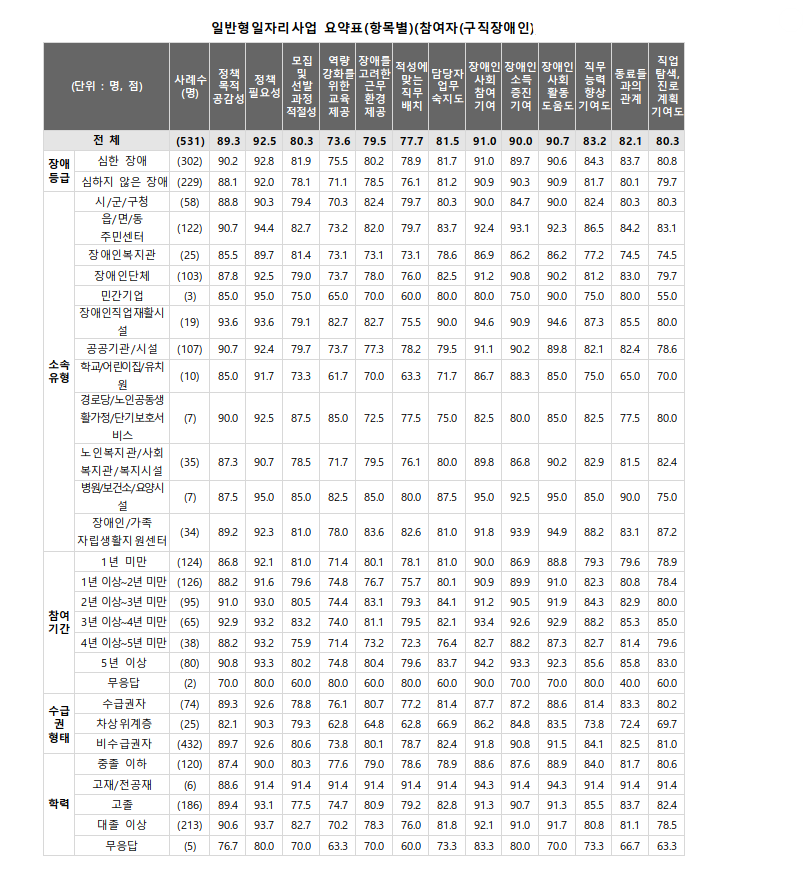 일반형일자리사업 요약표(항목별)(참여자(구직장애인)
(단위 : 명, 점) 사례수(명) 정책목적공감성 정책필요성 모집및선발과정적절성 역량강화를위한교육제공 장애를고려한근무환경제공 적성에맞는직무배치 담당자업무숙지도 장애인사회참여기여 장애인소득증진기여 장애인사회활동도움도 직무능력향상기여도 동료들과의관계 직업탐색,진로계획기여도
전 체 (531) 89.3 92.5 80.3 73.6 79.5 77.7 81.5 91.0 90.0 90.7 83.2 82.1 80.3
장애등급 심한 장애 (302) 90.2 92.8 81.9 75.5 80.2 78.9 81.7 91.0 89.7 90.6 84.3 83.7 80.8
심하지 않은 장애 (229) 88.1 92.0 78.1 71.1 78.5 76.1 81.2 90.9 90.3 90.9 81.7 80.1 79.7
소속유형 시/군/구청 (58) 88.8 90.3 79.4 70.3 82.4 79.7 80.3 90.0 84.7 90.0 82.4 80.3 80.3
읍/면/동 주민센터 (122) 90.7 94.4 82.7 73.2 82.0 79.7 83.7 92.4 93.1 92.3 86.5 84.2 83.1
장애인복지관 (25) 85.5 89.7 81.4 73.1 73.1 73.1 78.6 86.9 86.2 86.2 77.2 74.5 74.5
장애인단체 (103) 87.8 92.5 79.0 73.7 78.0 76.0 82.5 91.2 90.8 90.2 81.2 83.0 79.7
민간기업 (3) 85.0 95.0 75.0 65.0 70.0 60.0 80.0 80.0 75.0 90.0 75.0 80.0 55.0
장애인직업재활시설 (19) 93.6 93.6 79.1 82.7 82.7 75.5 90.0 94.6 90.9 94.6 87.3 85.5 80.0
공공기관/시설 (107) 90.7 92.4 79.7 73.7 77.3 78.2 79.5 91.1 90.2 89.8 82.1 82.4 78.6
학교/어린이집/유치원 (10) 85.0 91.7 73.3 61.7 70.0 63.3 71.7 86.7 88.3 85.0 75.0 65.0 70.0
경로당/노인공동생활가정/단기보호서비스 (7) 90.0 92.5 87.5 85.0 72.5 77.5 75.0 82.5 80.0 85.0 82.5 77.5 80.0
노인복지관/사회복지관/복지시설 (35) 87.3 90.7 78.5 71.7 79.5 76.1 80.0 89.8 86.8 90.2 82.9 81.5 82.4
병원/보건소/요양시설 (7) 87.5 95.0 85.0 82.5 85.0 80.0 87.5 95.0 92.5 95.0 85.0 90.0 75.0
장애인/가족 자립생활지원센터 (34) 89.2 92.3 81.0 78.0 83.6 82.6 81.0 91.8 93.9 94.9 88.2 83.1 87.2
참여기간 1년 미만 (124) 86.8 92.1 81.0 71.4 80.1 78.1 81.0 90.0 86.9 88.8 79.3 79.6 78.9
1년 이상~2년 미만 (126) 88.2 91.6 79.6 74.8 76.7 75.7 80.1 90.9 89.9 91.0 82.3 80.8 78.4
2년 이상~3년 미만 (95) 91.0 93.0 80.5 74.4 83.1 79.3 84.1 91.2 90.5 91.9 84.3 82.9 80.0
3년 이상~4년 미만 (65) 92.9 93.2 83.2 74.0 81.1 79.5 82.1 93.4 92.6 92.9 88.2 85.3 85.0
4년 이상~5년 미만 (38) 88.2 93.2 75.9 71.4 73.2 72.3 76.4 82.7 88.2 87.3 82.7 81.4 79.6
5년 이상 (80) 90.8 93.3 80.2 74.8 80.4 79.6 83.7 94.2 93.3 92.3 85.6 85.8 83.0
무응답 (2) 70.0 80.0 60.0 80.0 60.0 80.0 60.0 90.0 70.0 70.0 80.0 40.0 60.0
수급권형태 수급권자 (74) 89.3 92.6 78.8 76.1 80.7 77.2 81.4 87.7 87.2 88.6 81.4 83.3 80.2
차상위계층 (25) 82.1 90.3 79.3 62.8 64.8 62.8 66.9 86.2 84.8 83.5 73.8 72.4 69.7
비수급권자 (432) 89.7 92.6 80.6 73.8 80.1 78.7 82.4 91.8 90.8 91.5 84.1 82.5 81.0
학력 중졸 이하 (120) 87.4 90.0 80.3 77.6 79.0 78.6 78.9 88.6 87.6 88.9 84.0 81.7 80.6
고재/전공재 (6) 88.6 91.4 91.4 91.4 91.4 91.4 91.4 94.3 91.4 94.3 91.4 91.4 91.4
고졸 (186) 89.4 93.1 77.5 74.7 80.9 79.2 82.8 91.3 90.7 91.3 85.5 83.7 82.4
대졸 이상 (213) 90.6 93.7 82.7 70.2 78.3 76.0 81.8 92.1 91.0 91.7 80.8 81.1 78.5
무응답 (5) 76.7 80.0 70.0 63.3 70.0 60.0 73.3 83.3 80.0 70.0 73.3 66.7 63.3